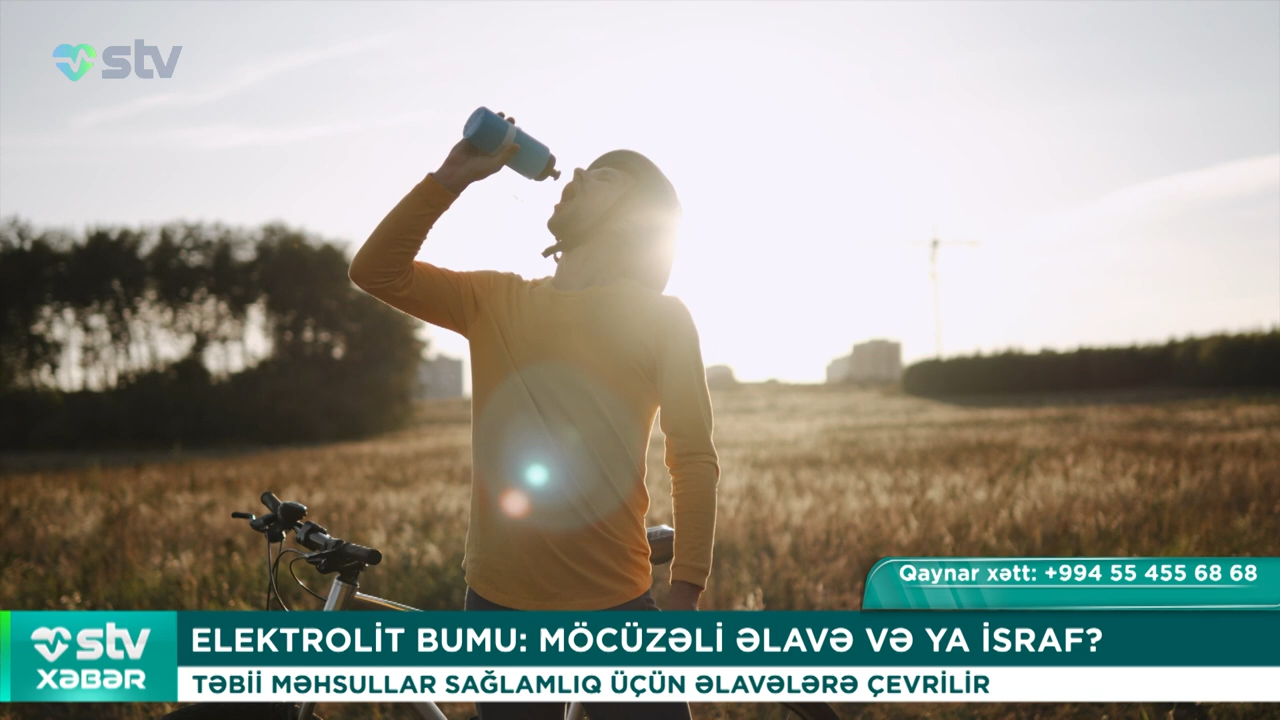 stv
Qaynar xətt: +994 55 455 68 68
stv
XƏBƏR
ELEKTROLİT BUMU: MÖCÜZƏLİ ƏLAVƏ VƏ YA İSRAF?
TƏBİİ MƏHSULLAR SAĞLAMLIQ ÜÇÜN ƏLAVƏLƏRƏ ÇEVRİLİR